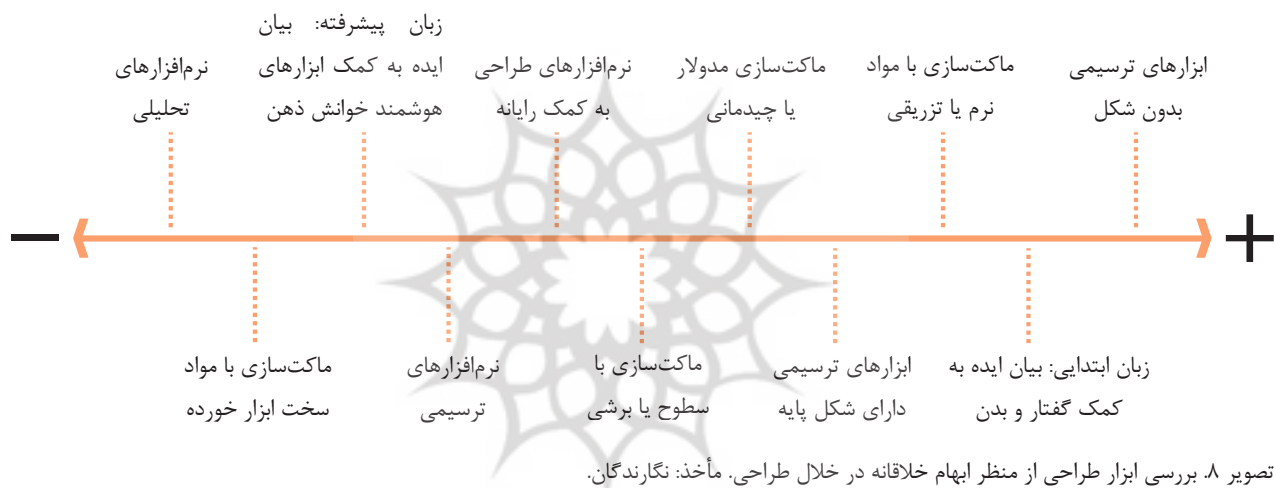 ابزارهای ترسیمی
بدون شکل
ماکت‌سازی با مواد
نرم یا تزریقی
ماکت‌سازی مدولار
یا چیدمانی
نرم‌افزارهای طراحی
به کمک رایانه
زبان پیشرفته: بیان
ایده به کمک ابزارهای
هوشمند خوانش ذهن
نرم‌افزارهای
تحلیلی
+
−
زبان ابتدایی: بیان ایده به
کمک گفتار و بدن
ابزارهای ترسیمی
دارای شکل پایه
ماکت‌سازی با
سطوح یا برشی
نرم‌افزارهای
ترسیمی
ماکت‌سازی با مواد
سخت ابزار خورده
تصویر ۸. بررسی ابزار طراحی از منظر ابهام خلاقانه در خلال طراحی. مأخذ: نگارندگان.